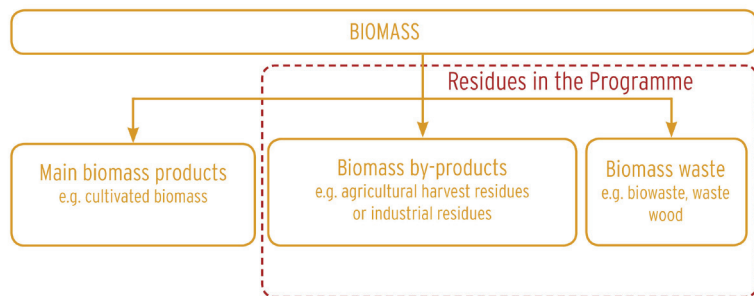 BIOMASS
Residues in the Programme
Main biomass products
e.g. cultivated biomass
Biomass by-products
e.g. agricultural harvest residues
or industrial residues
Biomass waste
e.g. biowaste, waste
wood